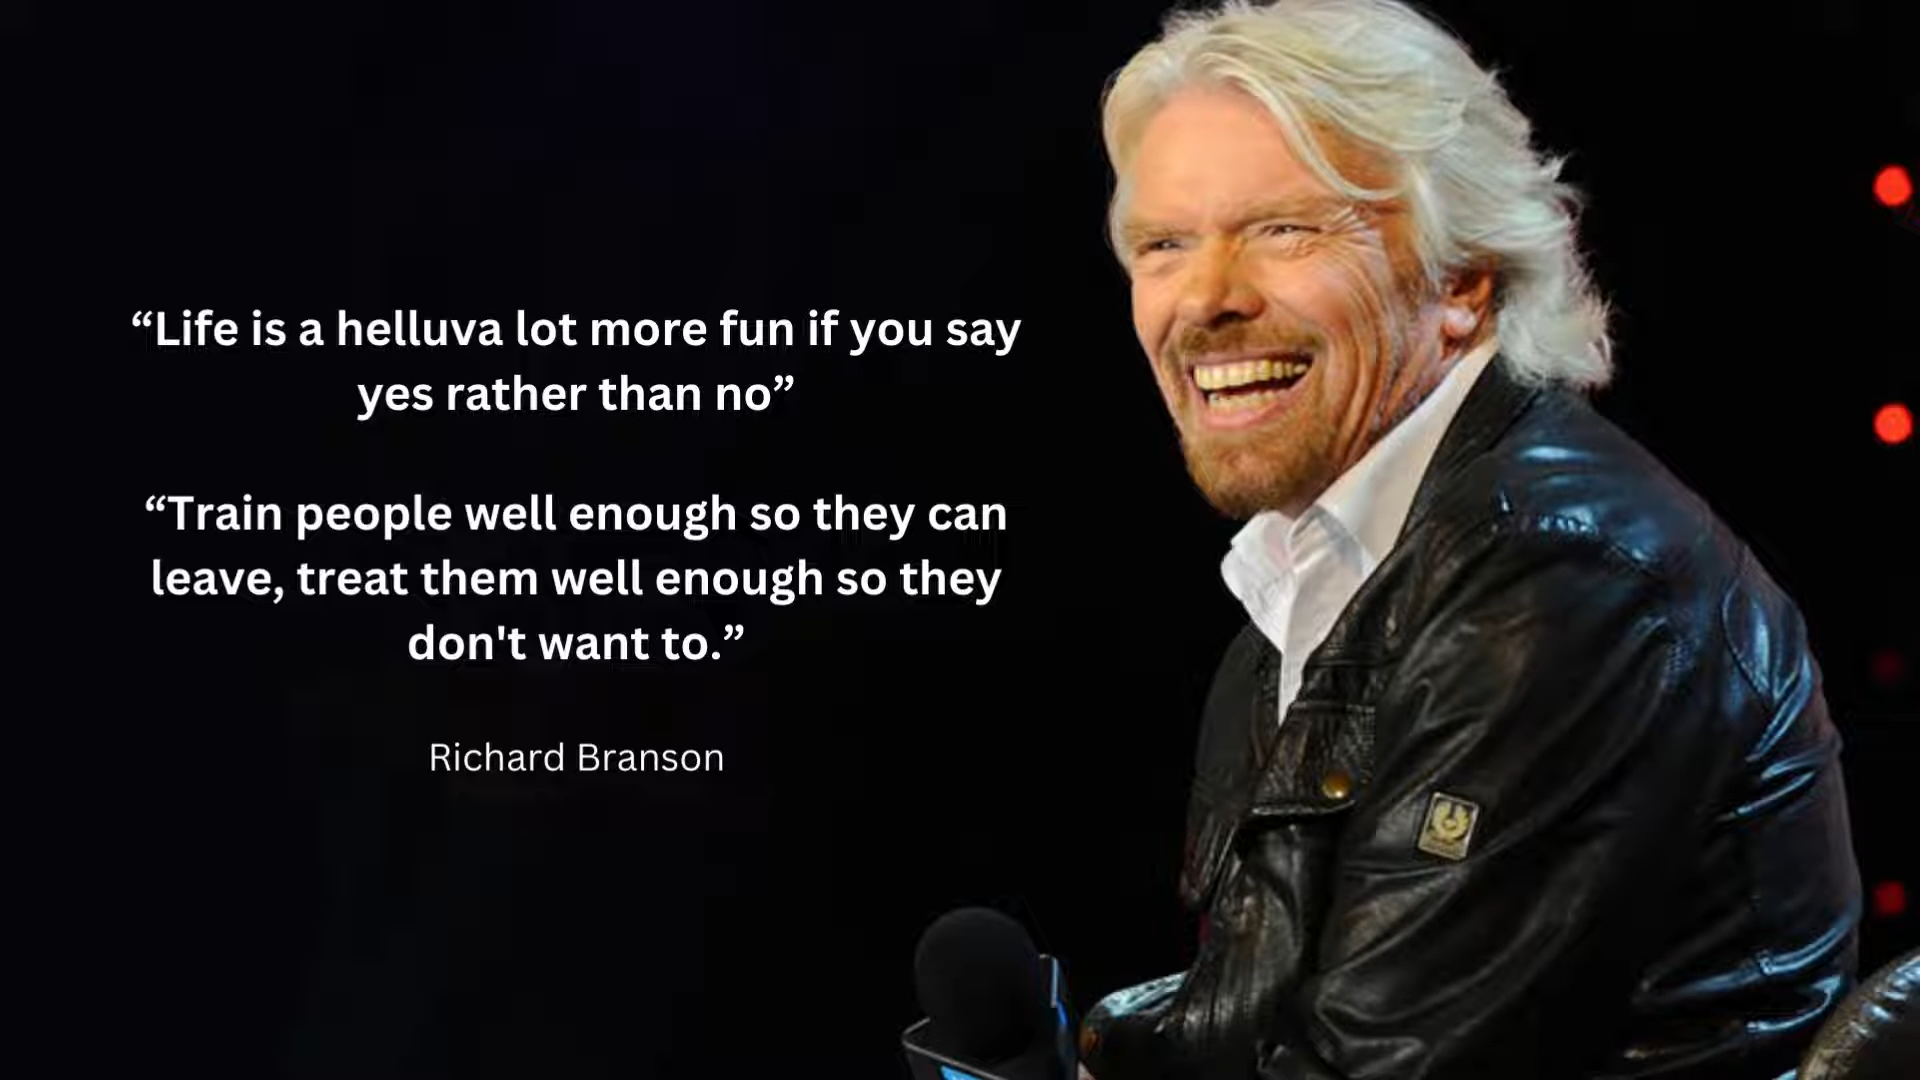 “Life is a helluva lot more fun if you say
yes rather than no”
“Train people well enough so they can
leave, treat them well enough so they
don't want to.”
Richard Branson